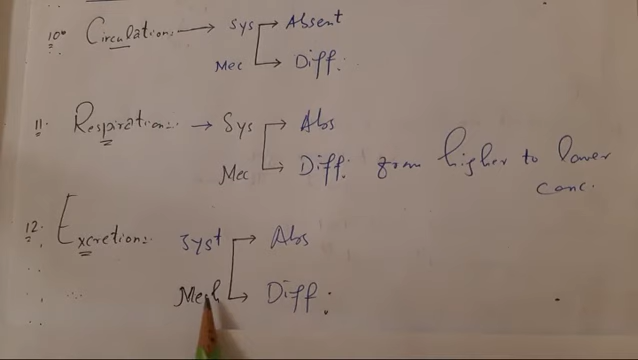 10. Circulation:- → Sys → Absent
Mec → Diff.
11. Respiration:- → Sys → Abs
Mec → Diff. from higher to lower
conc.
12. Excretion:- Syst → Abs
Mech → Diff.